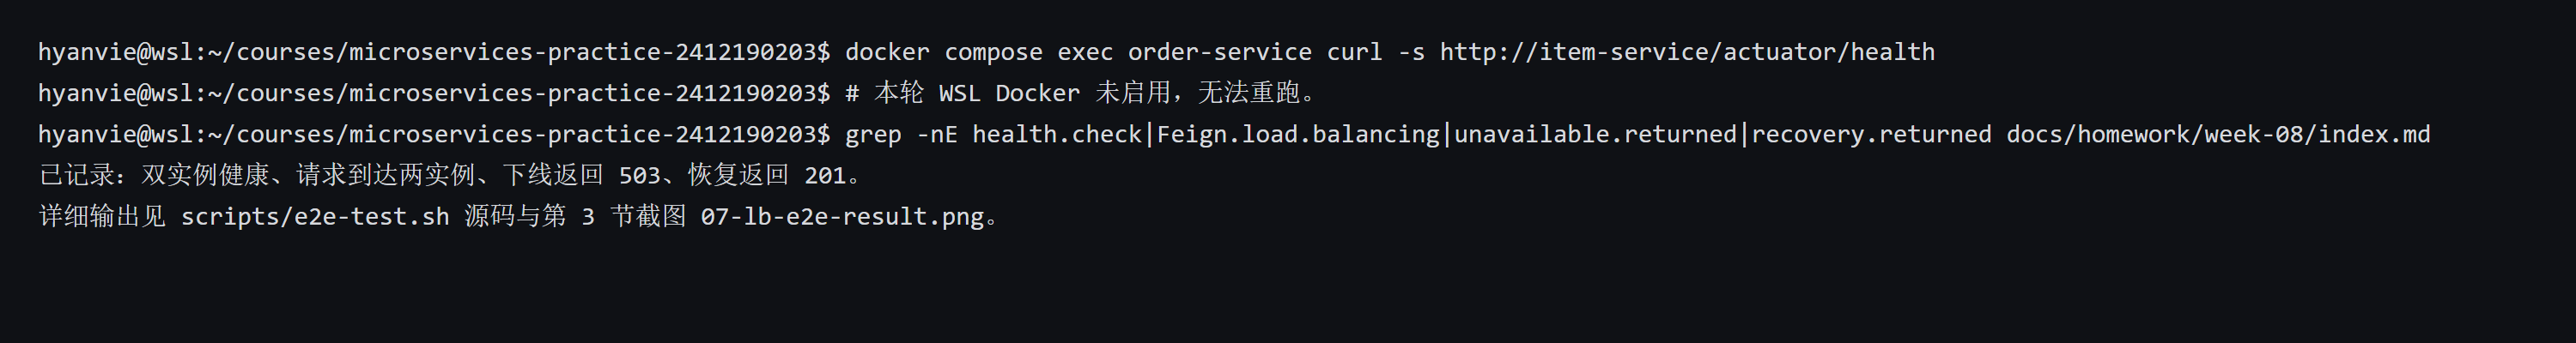 hyanvie@wsl:~/courses/microservices-practice-2412190203$ docker compose exec order-service curl -s http://item-service/actuator/health
hyanvie@wsl:~/courses/microservices-practice-2412190203$ # 本轮 WSL Docker 未启用，无法重跑。
hyanvie@wsl:~/courses/microservices-practice-2412190203$ grep -nE health.check|Feign.load.balancing|unavailable.returned|recovery.returned docs/homework/week-08/index.md
已记录：双实例健康、请求到达两实例、下线返回 503、恢复返回 201。
详细输出见 scripts/e2e-test.sh 源码与第 3 节截图 07-lb-e2e-result.png。